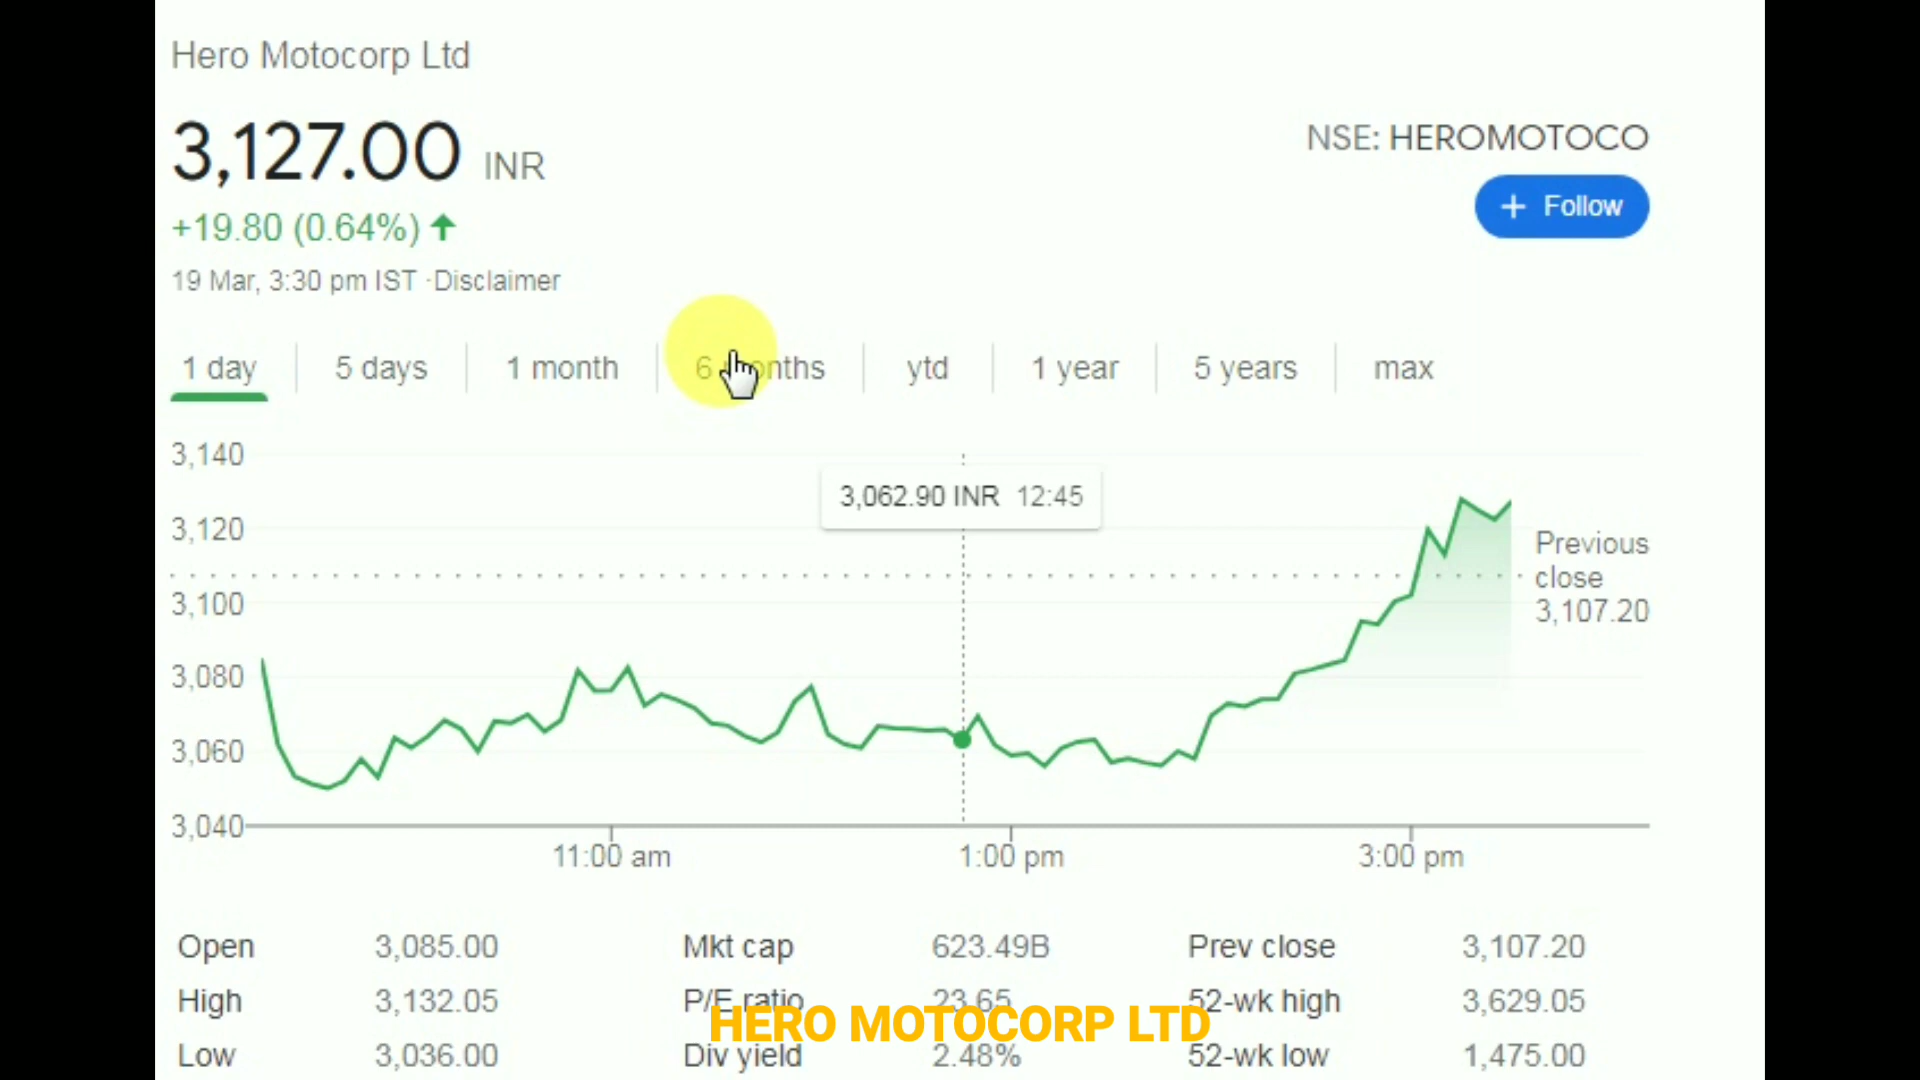 Hero Motocorp Ltd
3,127.00 INR
NSE: HEROMOTOCO
+ Follow
+19.80 (0.64%)
19 Mar, 3:30 pm IST ·Disclaimer
1 day 5 days 1 month 6 months ytd 1 year 5 years max
3,140
3,062.90 INR 12:45
3,120
Previous
close
3,107.20
3,100
3,080
3,060
3,040
11:00 am 1:00 pm 3:00 pm
Open 3,085.00 Mkt cap 623.49B Prev close 3,107.20
High 3,132.05 P/E ratio 23.65 52-wk high 3,629.05
HERO MOTOCORP LTD
Low 3,036.00 Div yield 2.48% 52-wk low 1,475.00